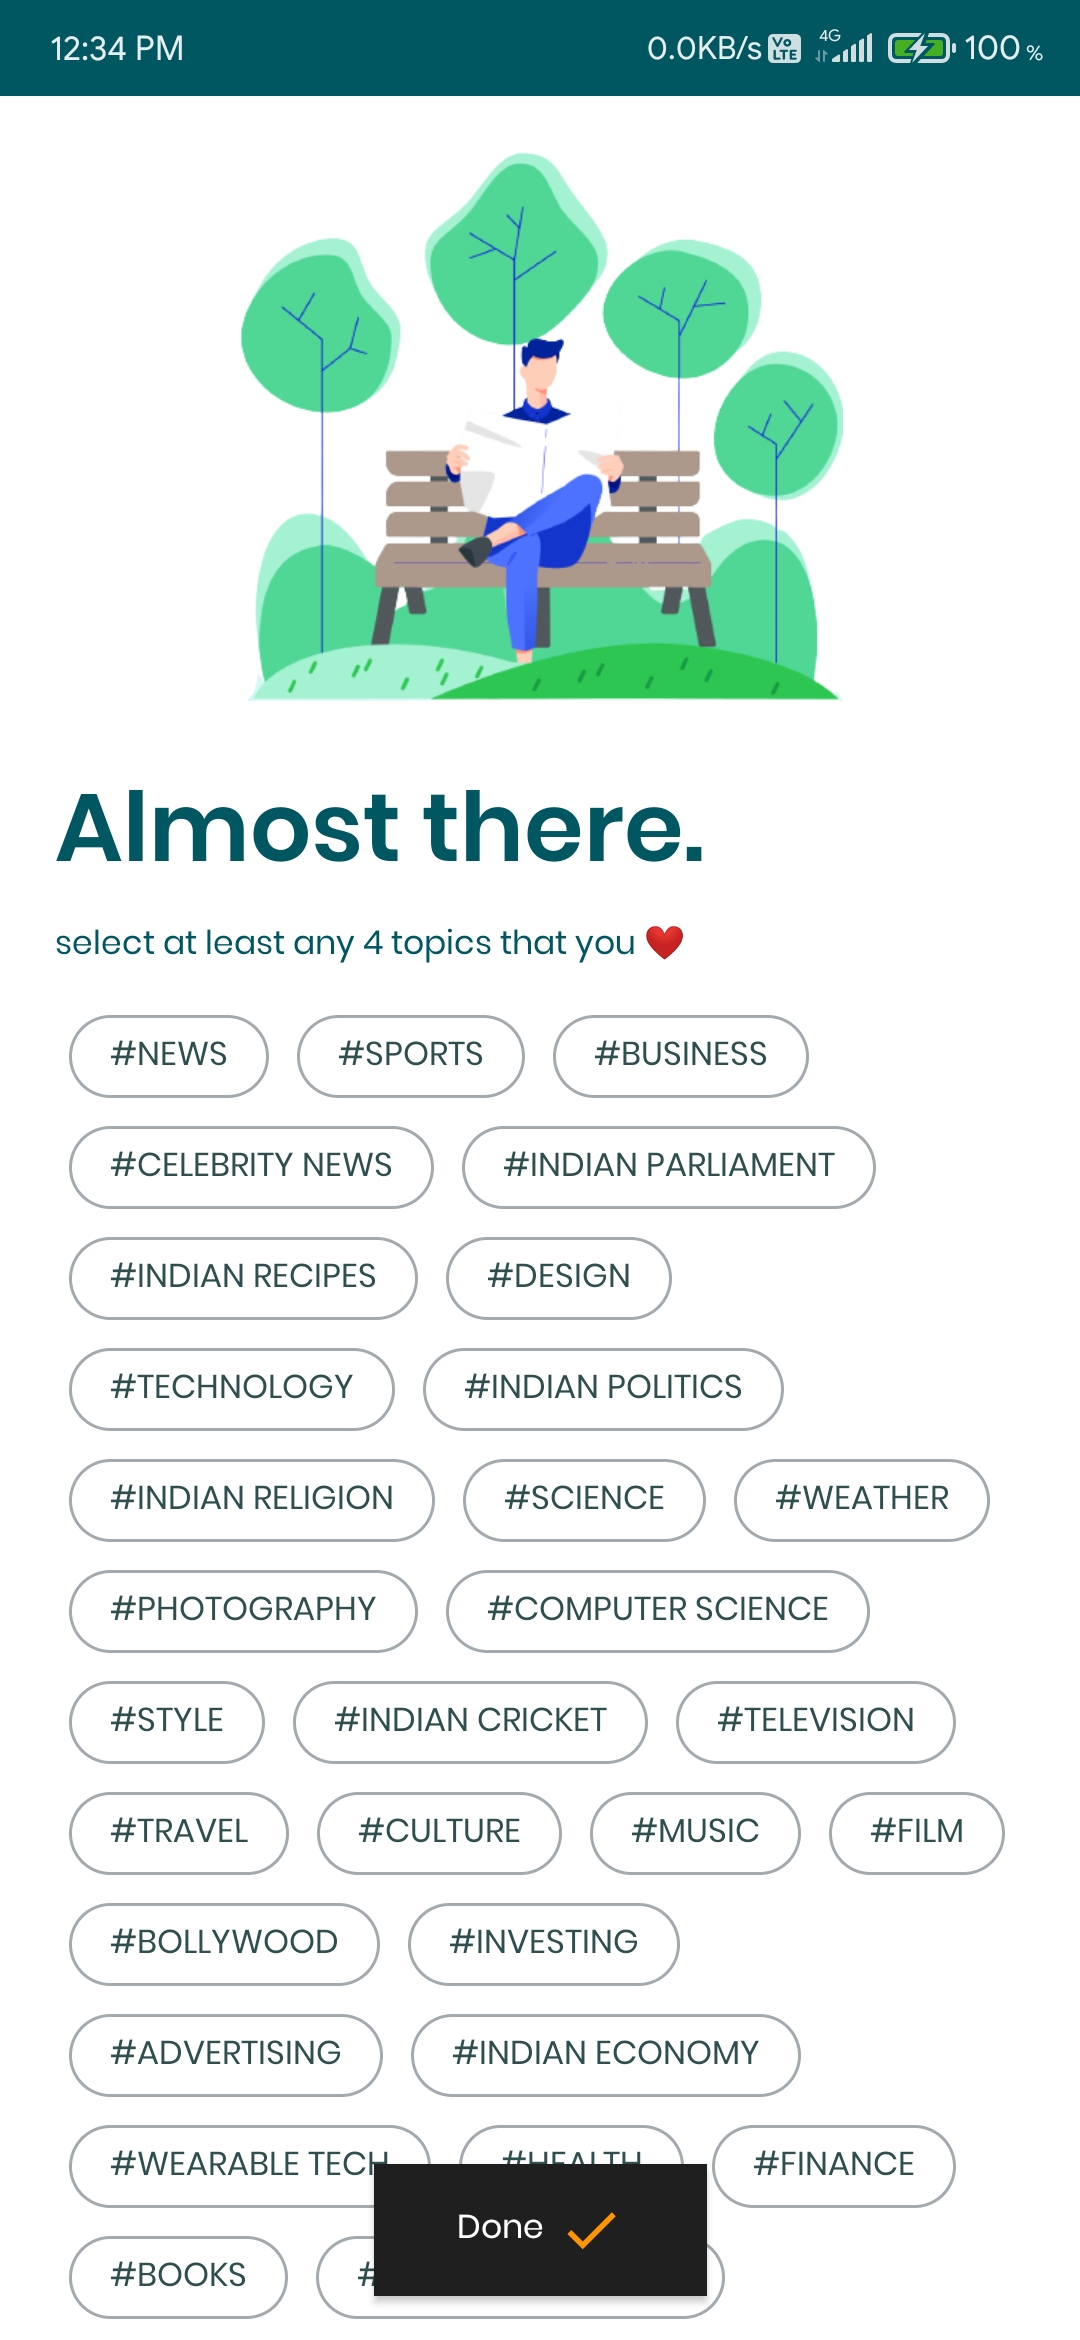 12:34 PM 0.0KB/s Vo LTE 4G 100 %
Almost there.
select at least any 4 topics that you ❤️
#NEWS #SPORTS #BUSINESS
#CELEBRITY NEWS #INDIAN PARLIAMENT
#INDIAN RECIPES #DESIGN
#TECHNOLOGY #INDIAN POLITICS
#INDIAN RELIGION #SCIENCE #WEATHER
#PHOTOGRAPHY #COMPUTER SCIENCE
#STYLE #INDIAN CRICKET #TELEVISION
#TRAVEL #CULTURE #MUSIC #FILM
#BOLLYWOOD #INVESTING
#ADVERTISING #INDIAN ECONOMY
#WEARABLE TECH #HEALTH #FINANCE
Done
#BOOKS #